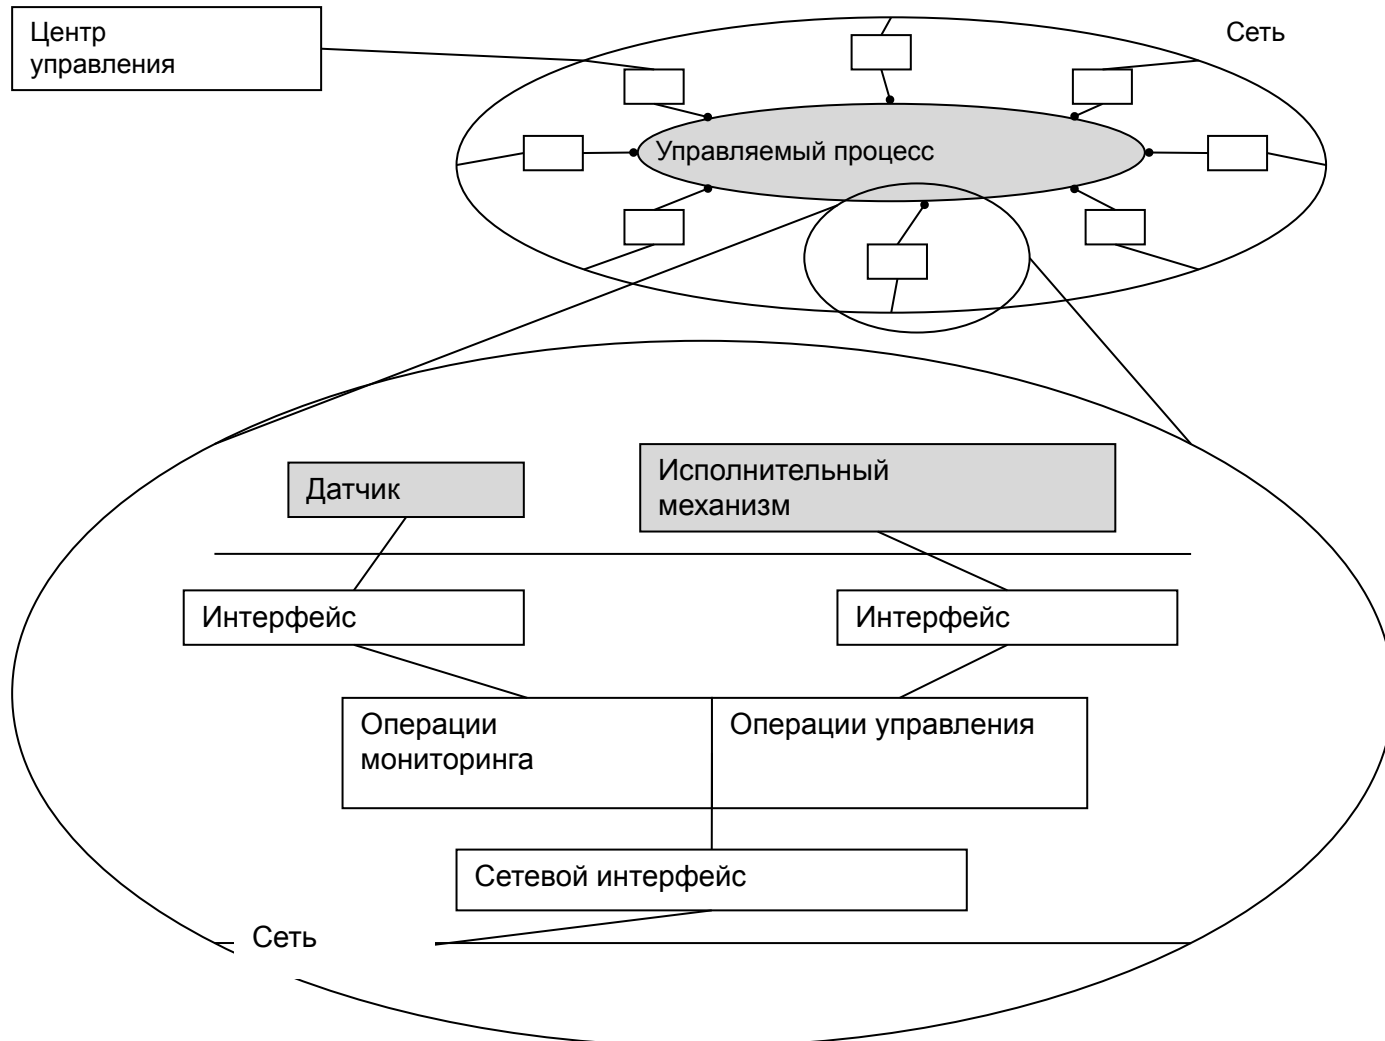 Центр
управления
Сеть
Управляемый процесс
Датчик
Исполнительный
механизм
Интерфейс
Интерфейс
Операции
мониторинга
Операции управления
Сетевой интерфейс
Сеть